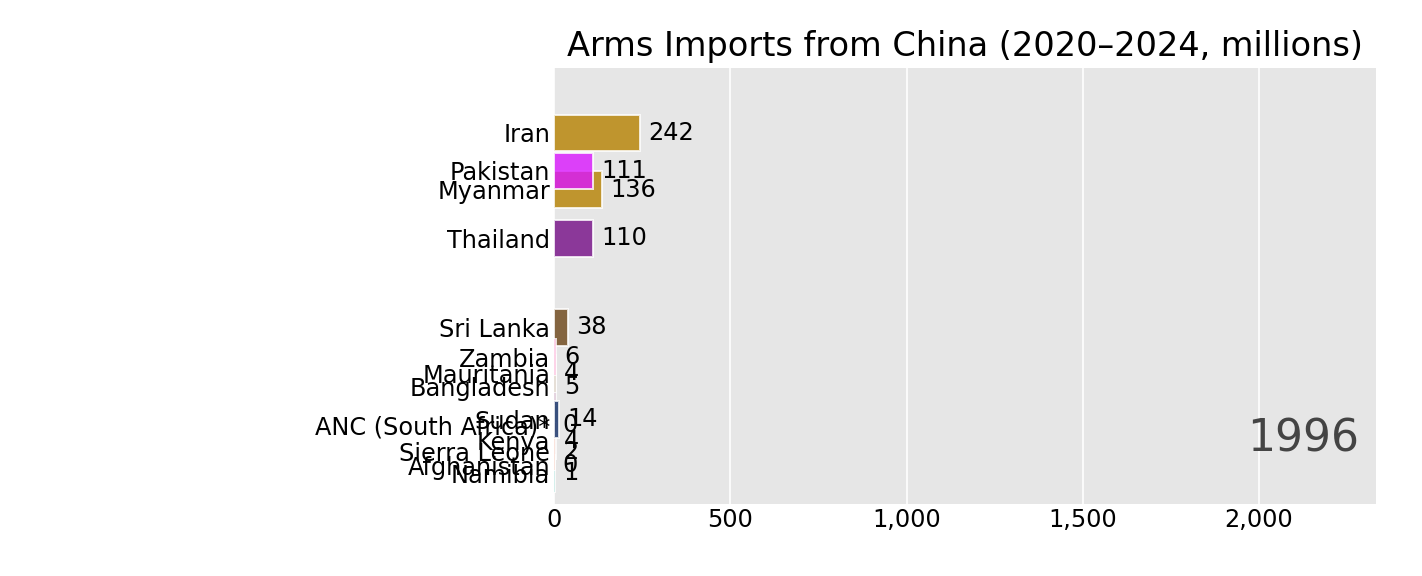 Arms Imports from China (2020–2024, millions)
Iran 242
Pakistan 111
Myanmar 136
Thailand 110
Sri Lanka 38
Zambia 6
Mauritania 4
Bangladesh 5
Sudan 14
ANC (South Africa)* 0
Kenya 4
Sierra Leone 2
Afghanistan 0
Namibia 1
1996
0 500 1,000 1,500 2,000